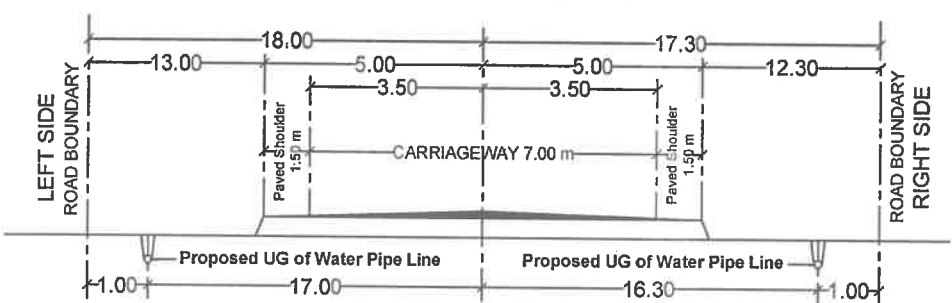 18.00 17.30
13.00 5.00 5.00 12.30
3.50 3.50
LEFT SIDE
ROAD BOUNDARY
Paved Shoulder
1.50 m
CARRIAGEWAY 7.00 m
Paved Shoulder
1.50 m
ROAD BOUNDARY
RIGHT SIDE
Proposed UG of Water Pipe Line Proposed UG of Water Pipe Line
1.00 17.00 16.30 1.00